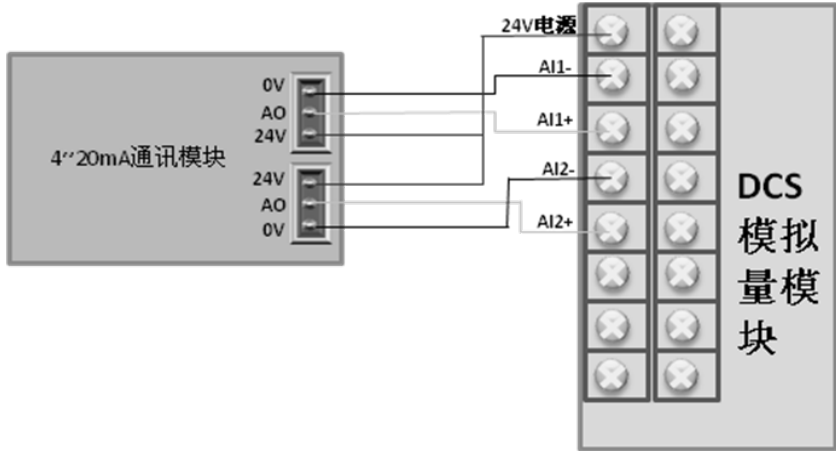 24V电源
AI1-
AI1+
AI2-
AI2+
0V
AO
24V
24V
AO
0V
4~20mA通讯模块
DCS
模拟
量模
块